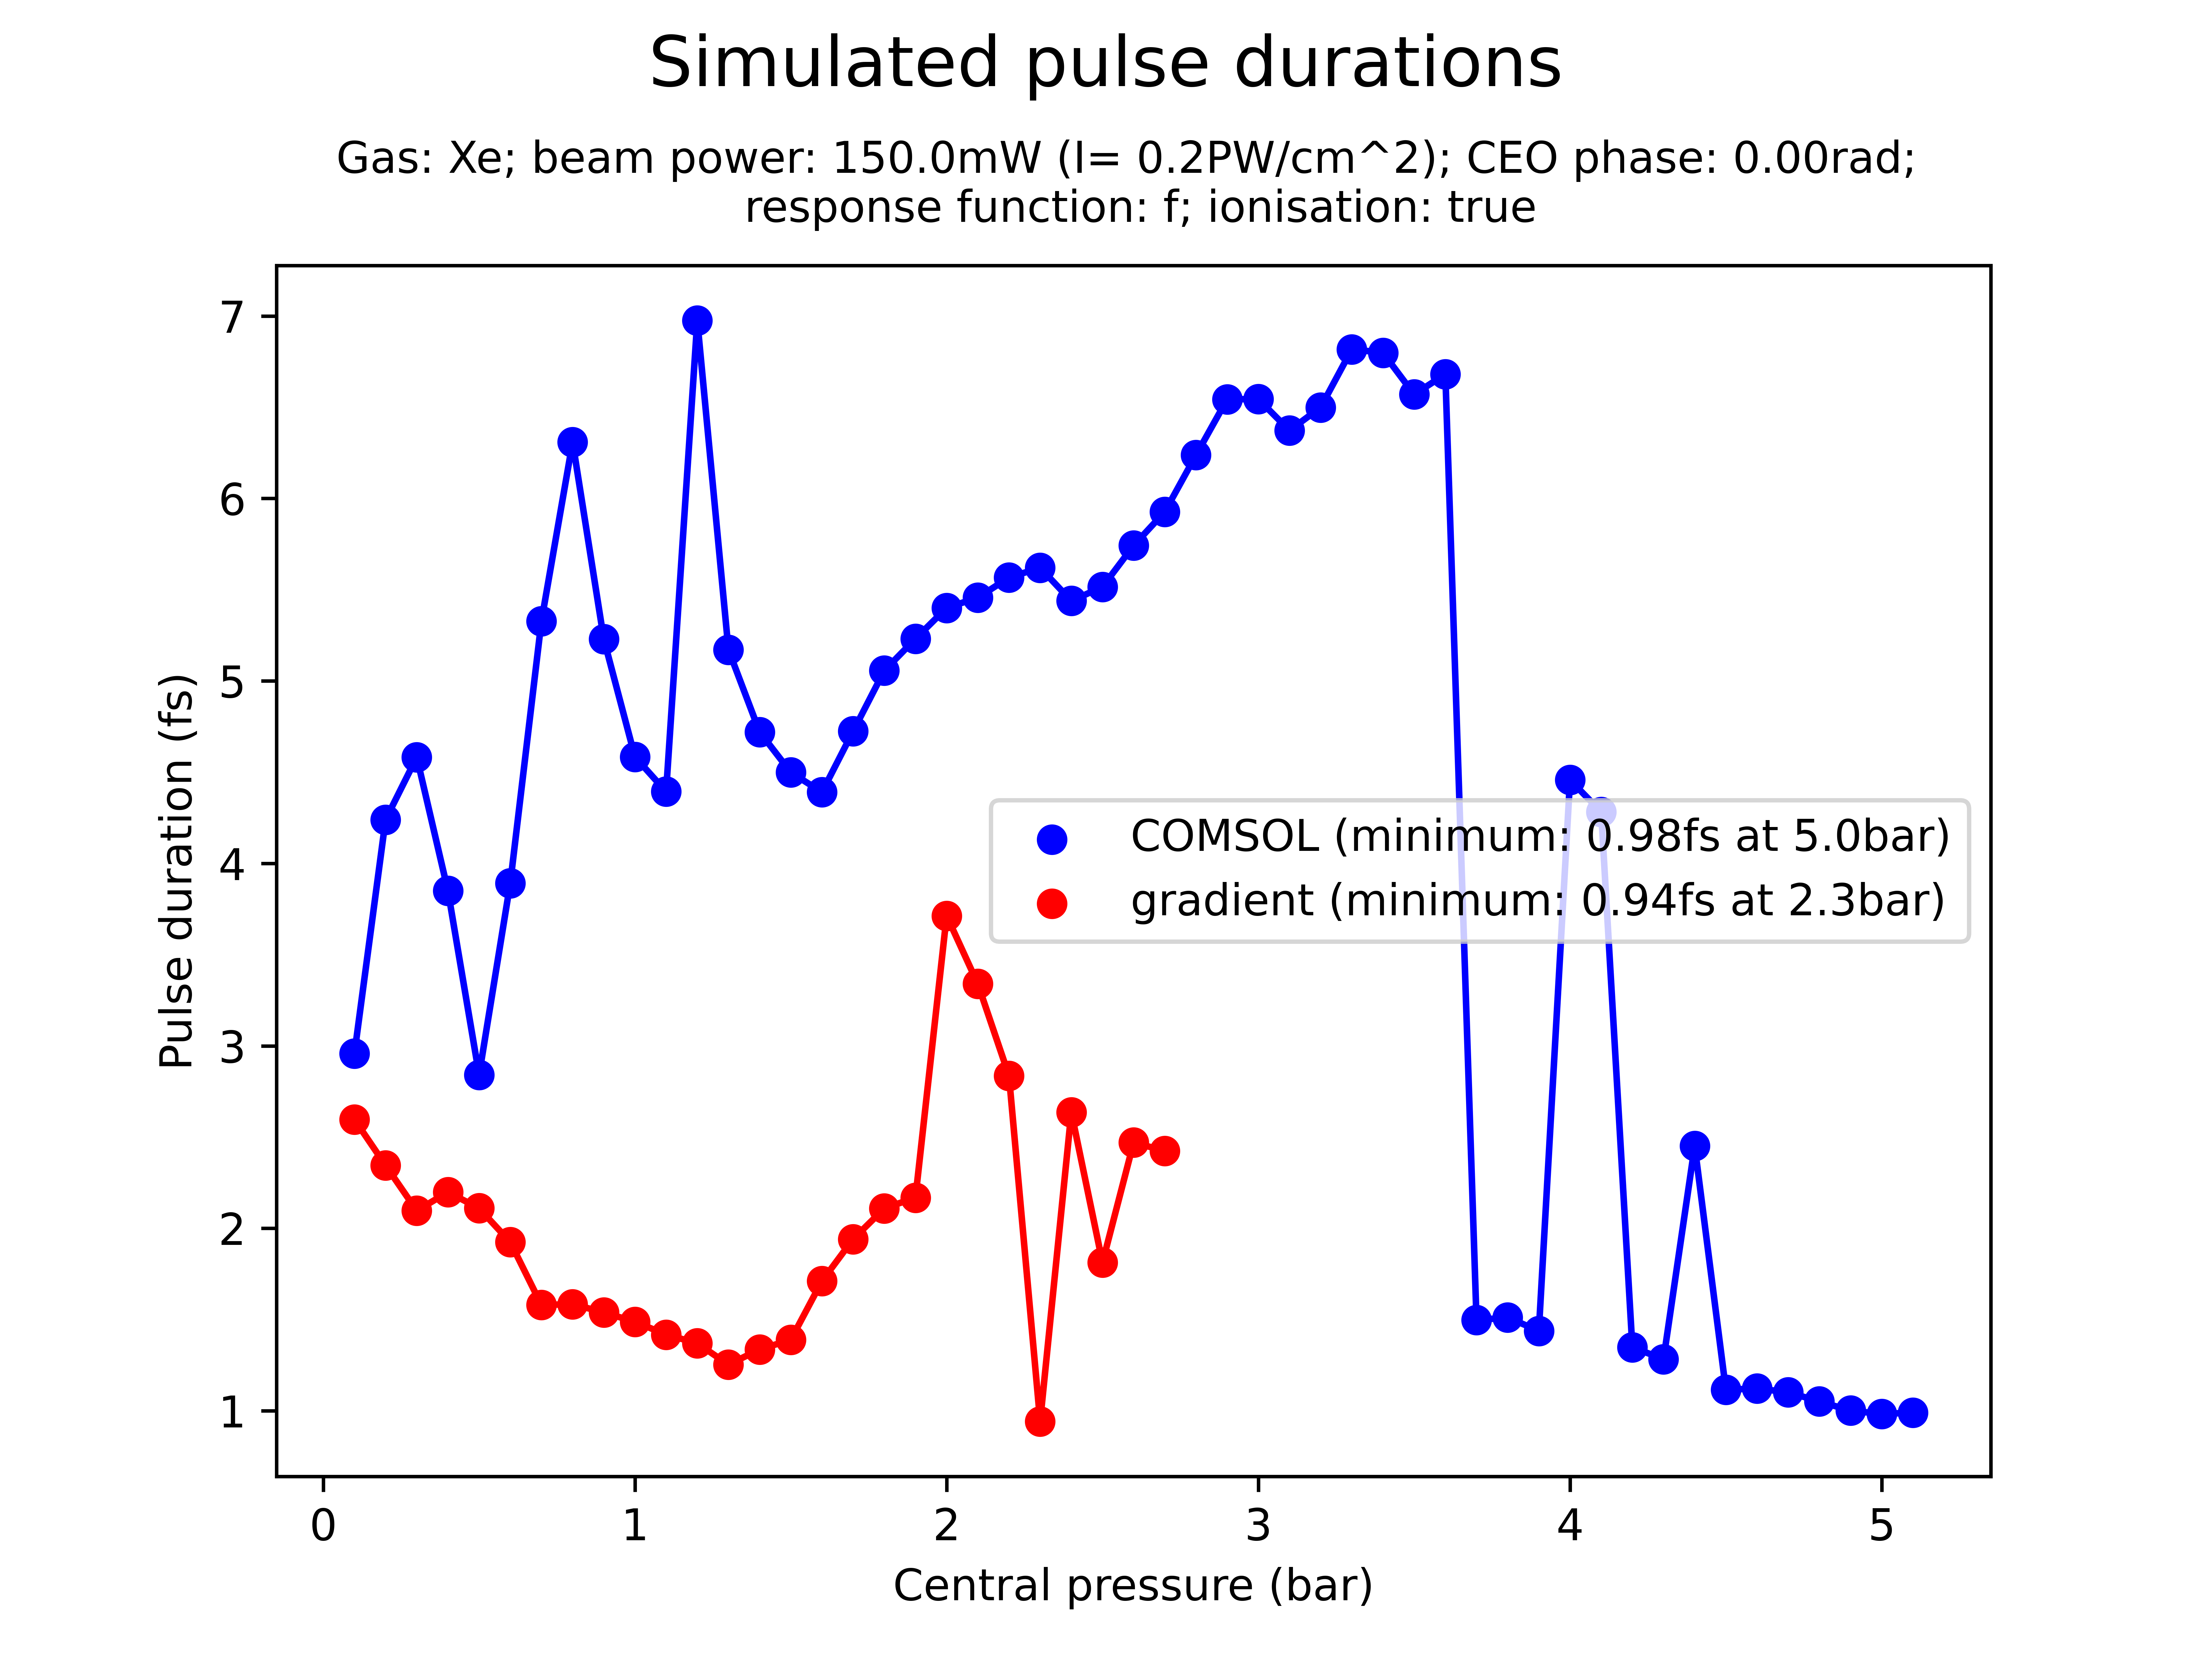 Simulated pulse durations
Gas: Xe; beam power: 150.0mW (I= 0.2PW/cm^2); CEO phase: 0.00rad;
response function: f; ionisation: true
7
6
5
4
3
2
1
Pulse duration (fs)
COMSOL (minimum: 0.98fs at 5.0bar)
gradient (minimum: 0.94fs at 2.3bar)
0 1 2 3 4 5
Central pressure (bar)